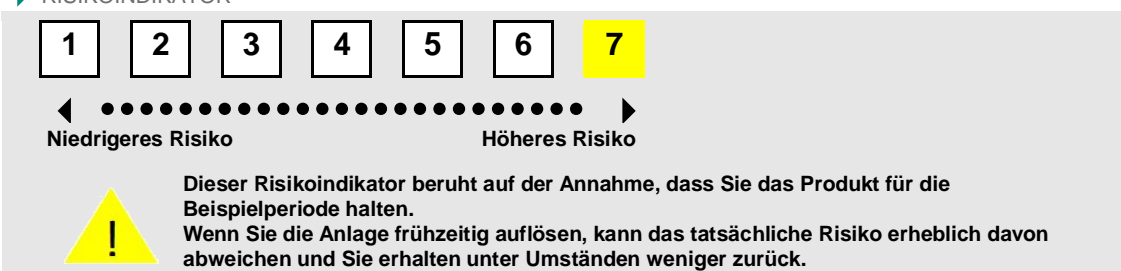 RISIKOINDIKATOR
1 2 3 4 5 6 7
Niedrigeres Risiko Höheres Risiko
Dieser Risikoindikator beruht auf der Annahme, dass Sie das Produkt für die
Beispielperiode halten.
Wenn Sie die Anlage frühzeitig auflösen, kann das tatsächliche Risiko erheblich davon
abweichen und Sie erhalten unter Umständen weniger zurück.